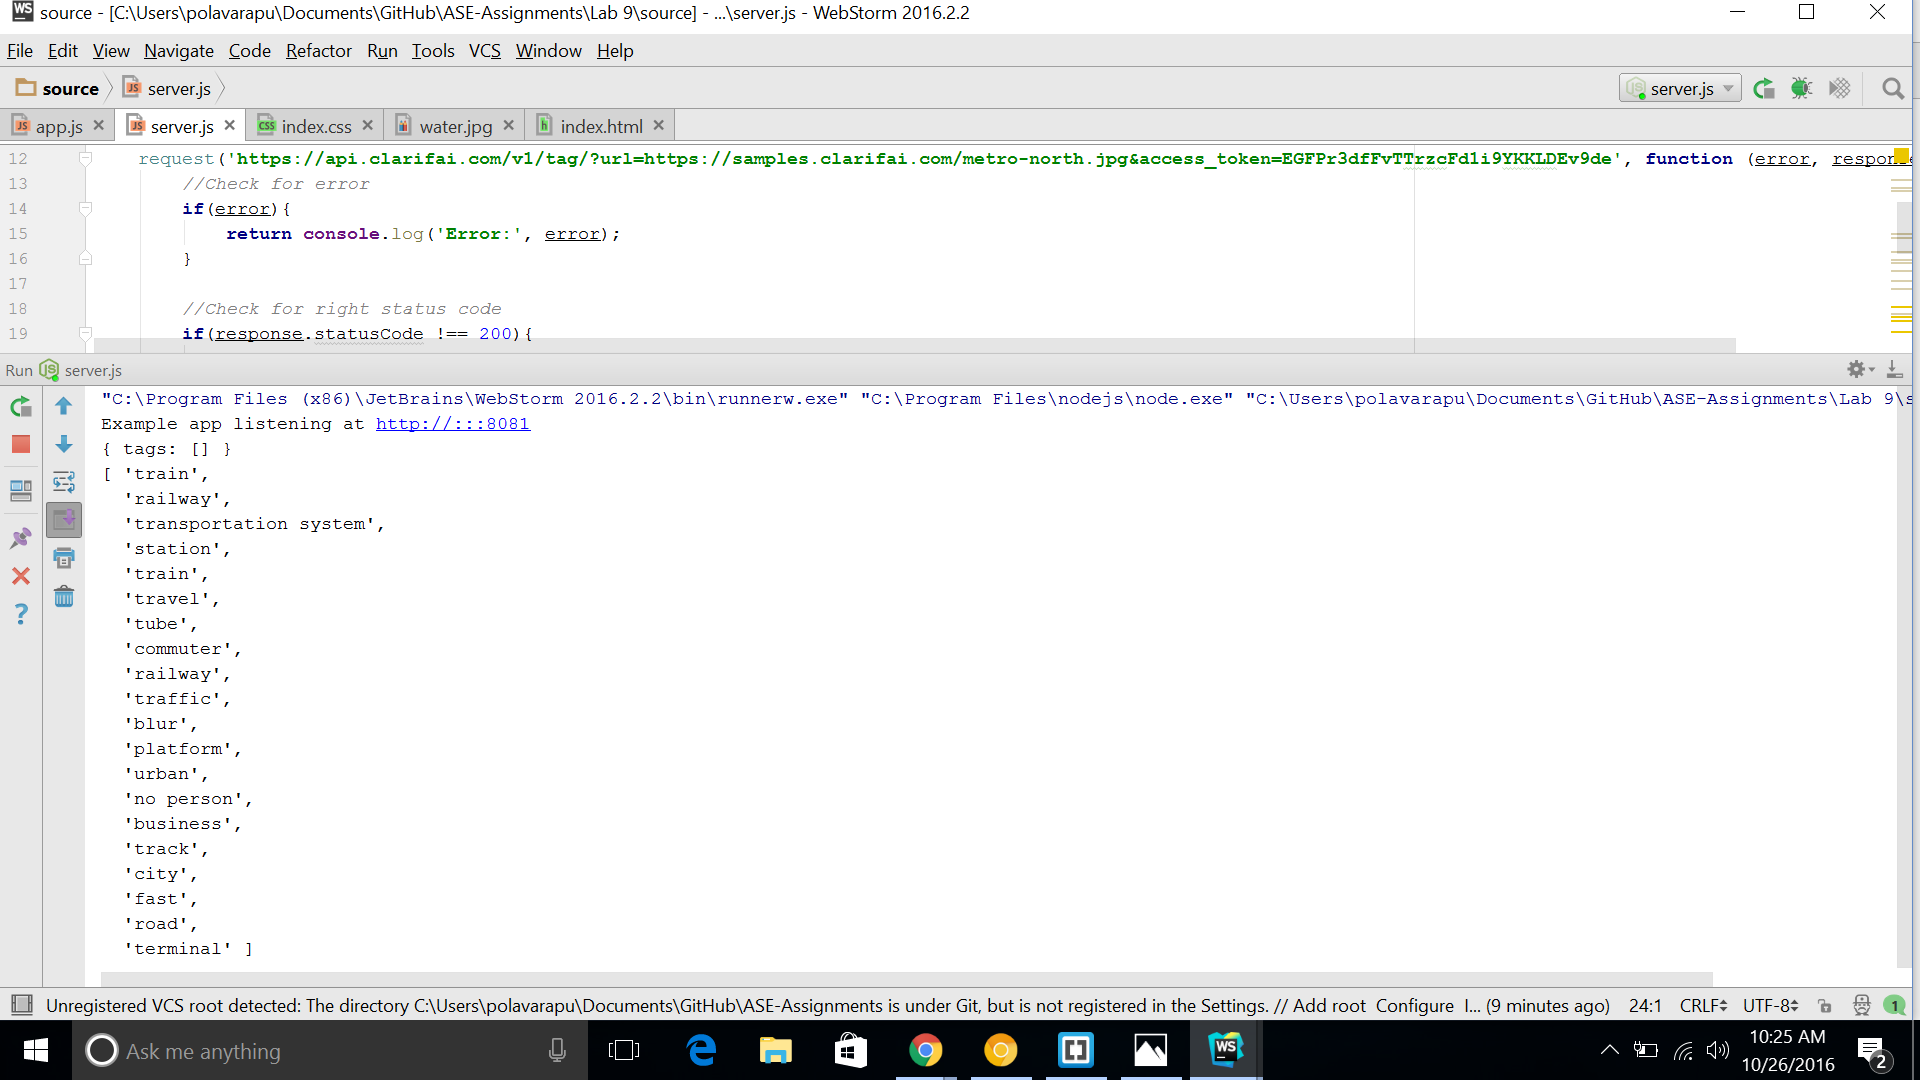 WS source - [C:\Users\polavarapu\Documents\GitHub\ASE-Assignments\Lab 9\source] - ...\server.js - WebStorm 2016.2.2
File Edit View Navigate Code Refactor Run Tools VCS Window Help
source server.js server.js
app.js server.js index.css water.jpg index.html
12 request('https://api.clarifai.com/v1/tag/?url=https://samples.clarifai.com/metro-north.jpg&access_token=EGFPr3dfFvTTrzcFd1i9YKKLDEv9de', function (error, response
13 //Check for error
14 if(error){
15 return console.log('Error:', error);
16 }
17
18 //Check for right status code
19 if(response.statusCode !== 200){
Run server.js
"C:\Program Files (x86)\JetBrains\WebStorm 2016.2.2\bin\runnerw.exe" "C:\Program Files\nodejs\node.exe" "C:\Users\polavarapu\Documents\GitHub\ASE-Assignments\Lab 9\s
Example app listening at http://:::8081
{ tags: [] }
[ 'train',
'railway',
'transportation system',
'station',
'train',
'travel',
'tube',
'commuter',
'railway',
'traffic',
'blur',
'platform',
'urban',
'no person',
'business',
'track',
'city',
'fast',
'road',
'terminal' ]
Unregistered VCS root detected: The directory C:\Users\polavarapu\Documents\GitHub\ASE-Assignments is under Git, but is not registered in the Settings. // Add root Configure I... (9 minutes ago) 24:1 CRLF UTF-8 1
Ask me anything
WS
10:25 AM
10/26/2016
2